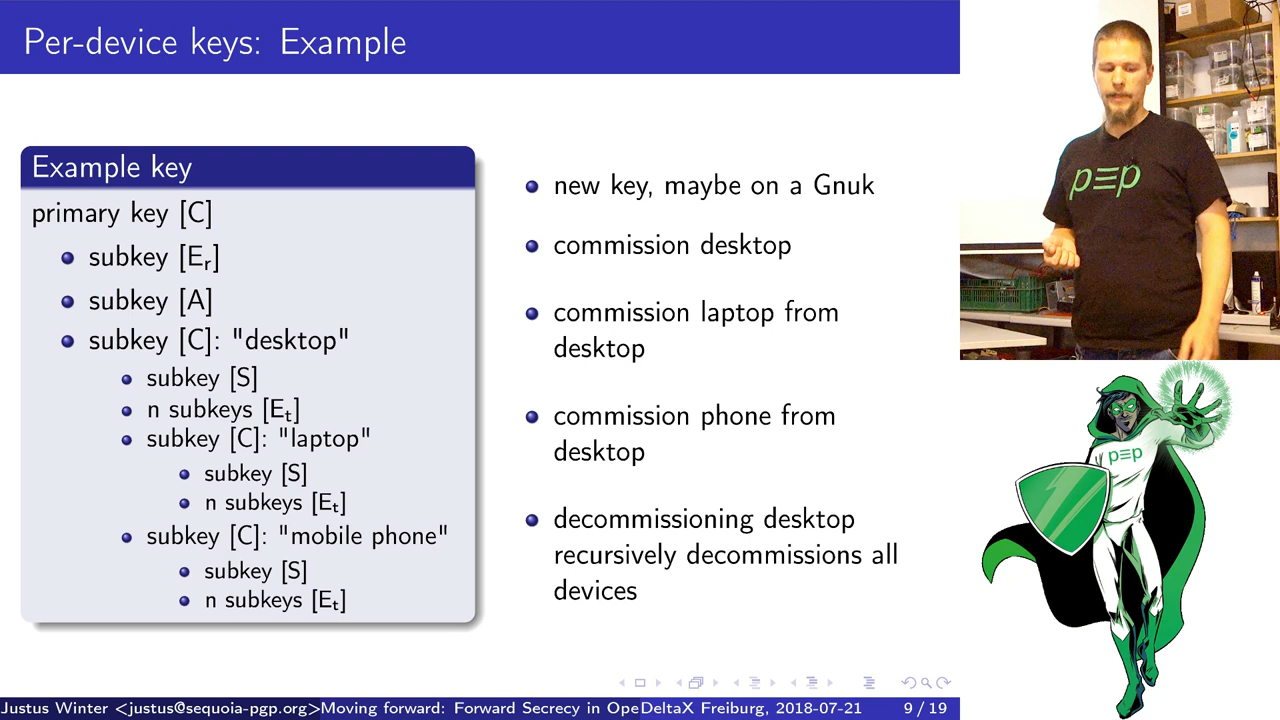 Per-device keys: Example
Example key
primary key [C]
subkey [Er]
subkey [A]
subkey [C]: "desktop"
subkey [S]
n subkeys [Et]
subkey [C]: "laptop"
subkey [S]
n subkeys [Et]
subkey [C]: "mobile phone"
subkey [S]
n subkeys [Et]
new key, maybe on a Gnuk
commission desktop
commission laptop from
desktop
commission phone from
desktop
decommissioning desktop
recursively decommissions all
devices
p≡p
p≡p
Justus Winter <justus@sequoia-pgp.org> Moving forward: Forward Secrecy in Ope DeltaX Freiburg, 2018-07-21 9 / 19